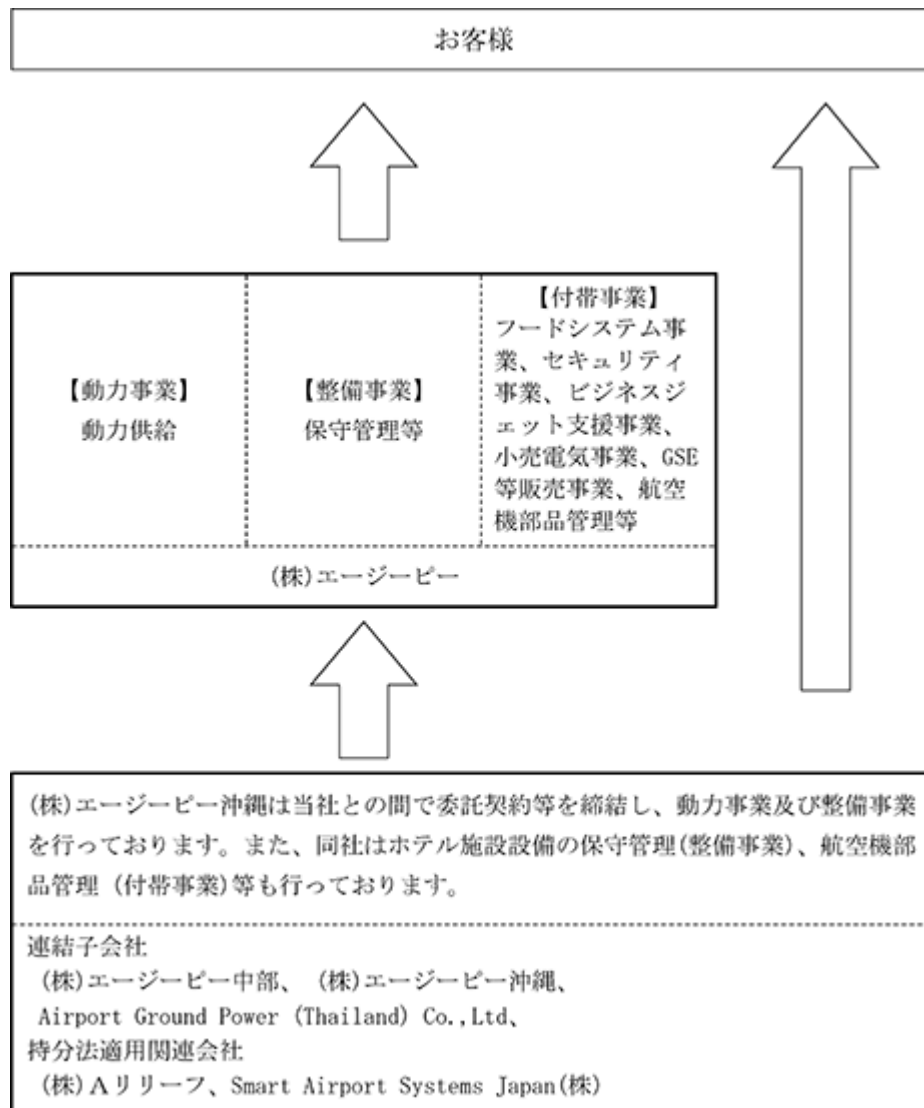 お客様
【動力事業】
動力供給
【整備事業】
保守管理等
【付帯事業】
フードシステム事
業、セキュリティ
事業、ビジネスジ
ェット支援事業、
小売電気事業、GSE
等販売事業、航空
機部品管理等
(株)エージーピー
(株)エージーピー沖縄は当社との間で委託契約等を締結し、動力事業及び整備事業
を行っております。また、同社はホテル施設設備の保守管理(整備事業)、航空機部
品管理 (付帯事業)等も行っております。
連結子会社
(株)エージーピー中部、 (株)エージーピー沖縄、
Airport Ground Power (Thailand) Co.,Ltd、
持分法適用関連会社
(株)Aリリーフ、Smart Airport Systems Japan(株)